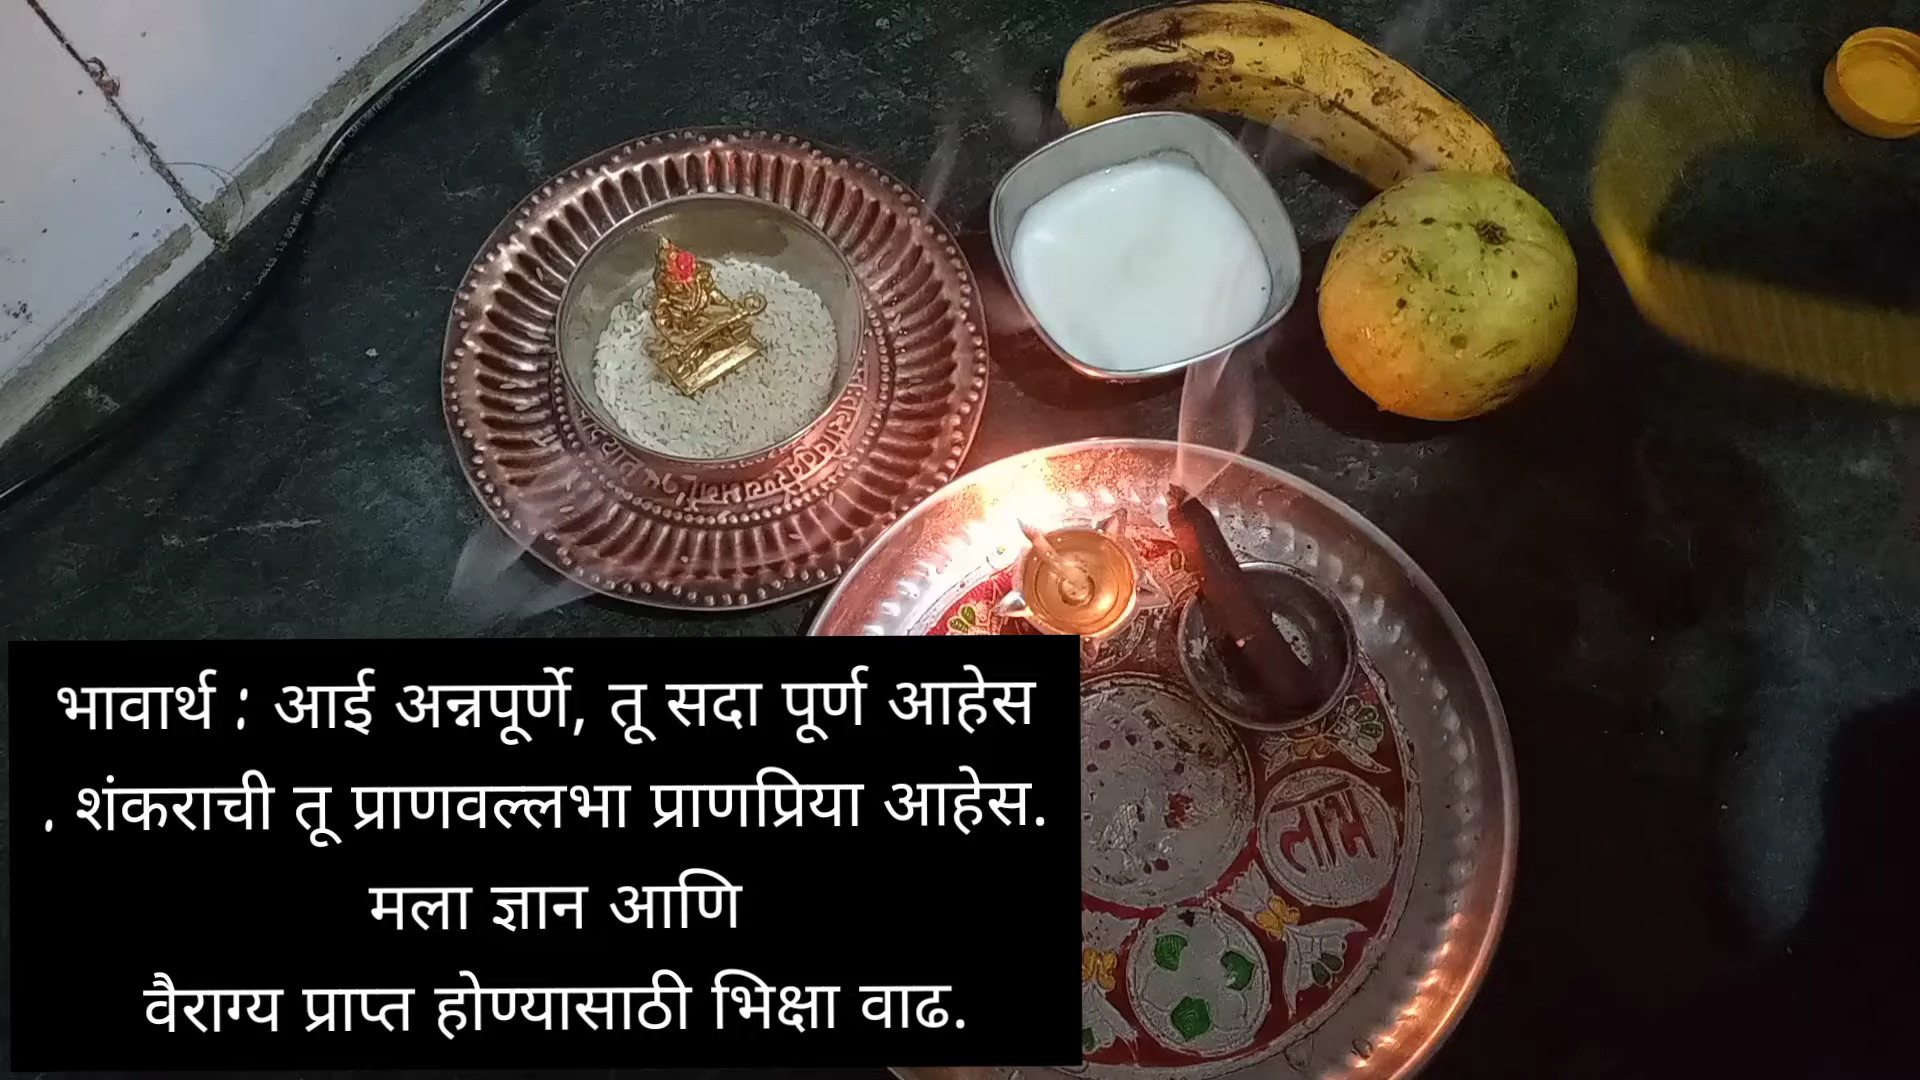 लाभ
भावार्थ : आई अन्नपूर्णे, तू सदा पूर्ण आहेस
. शंकराची तू प्राणवल्लभा प्राणप्रिया आहेस.
मला ज्ञान आणि
वैराग्य प्राप्त होण्यासाठी भिक्षा वाढ.